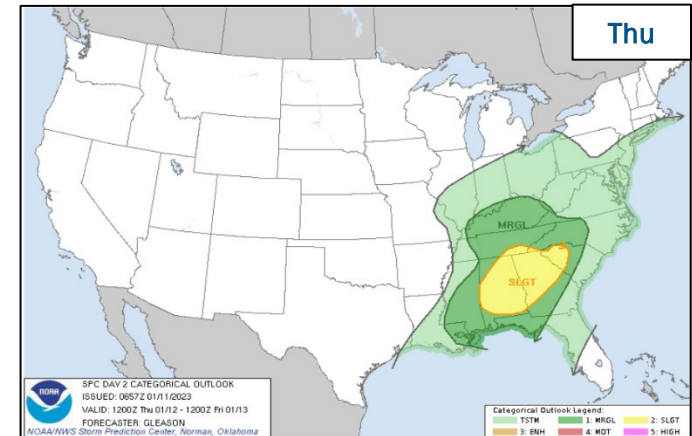 Thu
MRGL
SLGT
NOAA
SPC DAY 2 CATEGORICAL OUTLOOK
ISSUED: 0657Z 01/11/2023
VALID: 1200Z Thu 01/12 - 1200Z Fri 01/13
FORECASTER: GLEASON
NOAA/NWS Storm Prediction Center, Norman, Oklahoma
Categorical Outlook Legend:
TSTM 1: MRGL 2: SLGT
3: ENH 4: MDT 5: HIGH